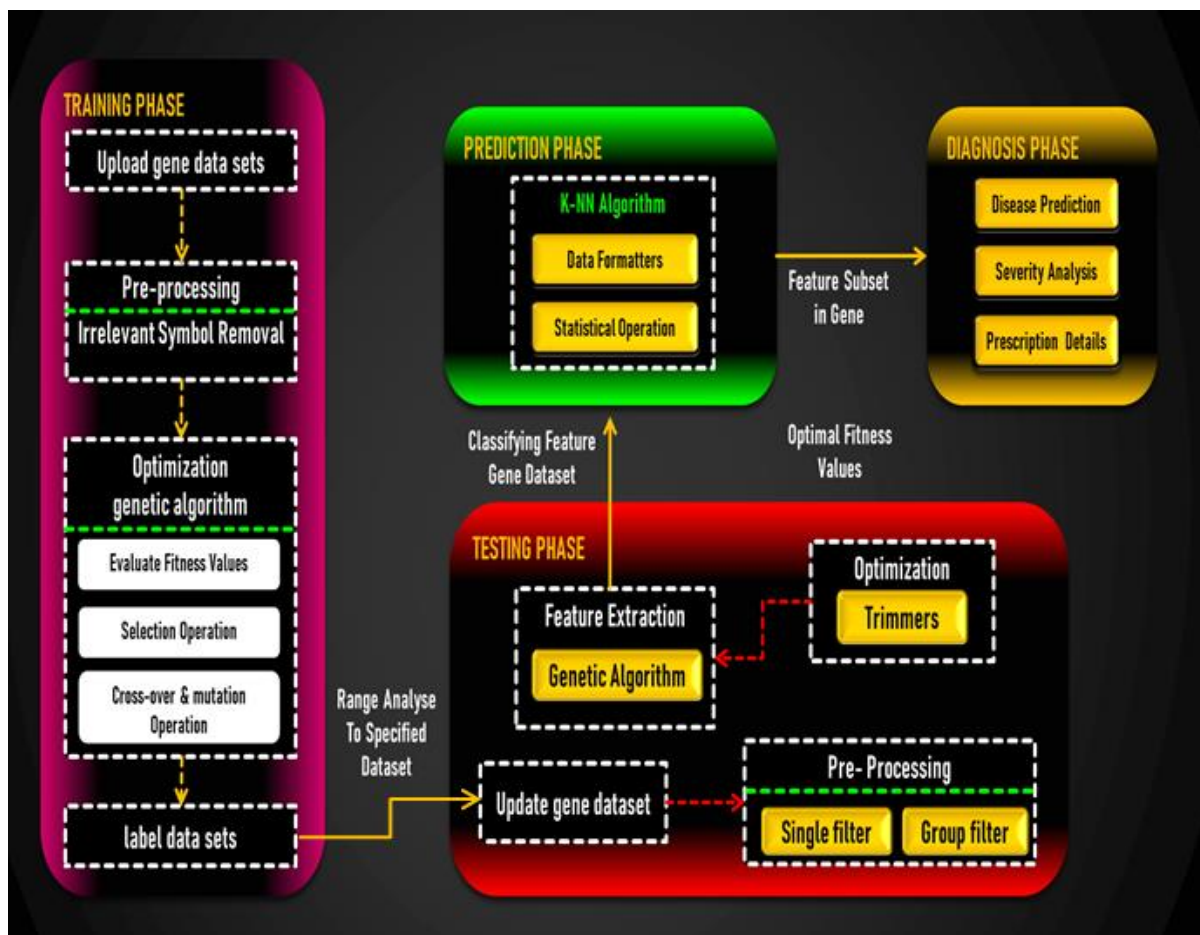 TRAINING PHASE
Upload gene data sets
Pre-processing
Irrelevant Symbol Removal
Optimization
genetic algorithm
Evaluate Fitness Values
Selection Operation
Cross-over & mutation
Operation
label data sets
Range Analyse
To Specified
Dataset
PREDICTION PHASE
K-NN Algorithm
Data Formatters
Statistical Operation
Feature Subset
in Gene
DIAGNOSIS PHASE
Disease Prediction
Severity Analysis
Prescription Details
Classifying Feature
Gene Dataset
Optimal Fitness
Values
TESTING PHASE
Feature Extraction
Genetic Algorithm
Optimization
Trimmers
Update gene dataset
Pre- Processing
Single filter
Group filter